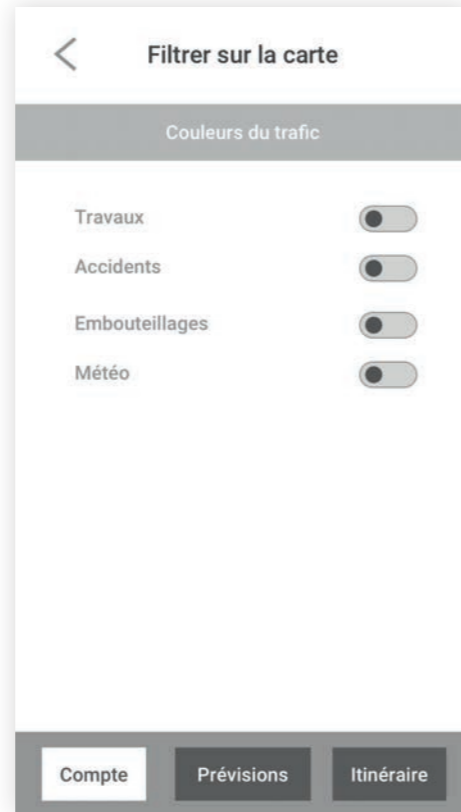 Filtrer sur la carte
Couleurs du trafic
Travaux
Accidents
Embouteillages
Météo
Compte Prévisions Itinéraire